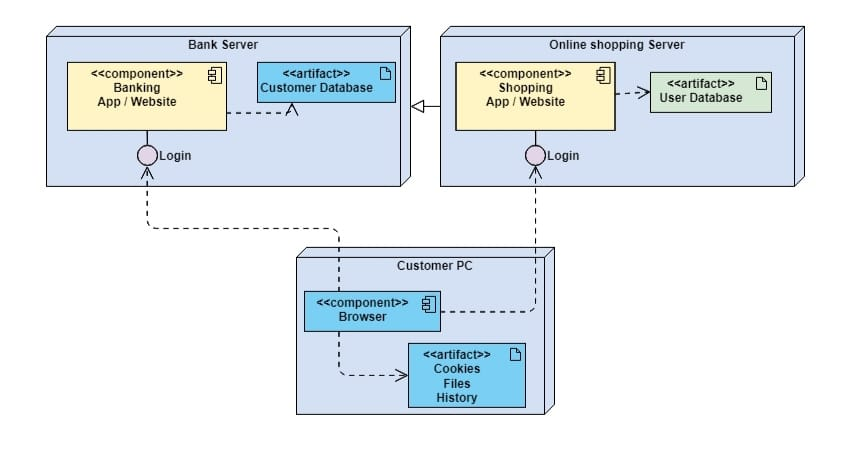 Bank Server
<<component>>
Banking
App / Website
<<artifact>>
Customer Database
Login
Online shopping Server
<<component>>
Shopping
App / Website
<<artifact>>
User Database
Login
Customer PC
<<component>>
Browser
<<artifact>>
Cookies
Files
History